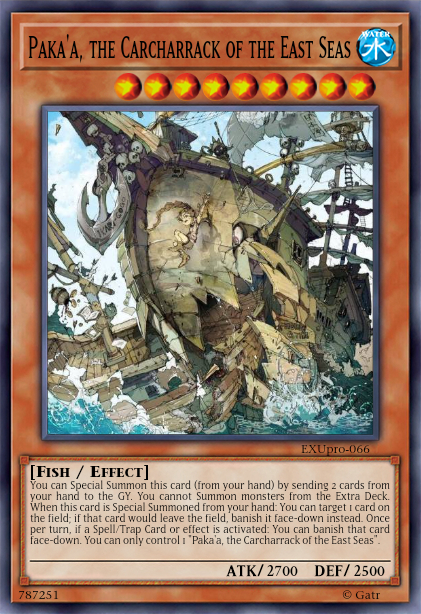 Paka'a, the Carcharrack of the East Seas
WATER
水
EXUpro-066
[Fish / Effect]
You can Special Summon this card (from your hand) by sending 2 cards from
your hand to the GY. You cannot Summon monsters from the Extra Deck.
When this card is Special Summoned from your hand: You can target 1 card on
the field; if that card would leave the field, banish it face-down instead. Once
per turn, if a Spell/Trap Card or effect is activated: You can banish that card
face-down. You can only control 1 "Paka'a, the Carcharrack of the East Seas".
ATK/ 2700 DEF/ 2500
787251
© Gatr